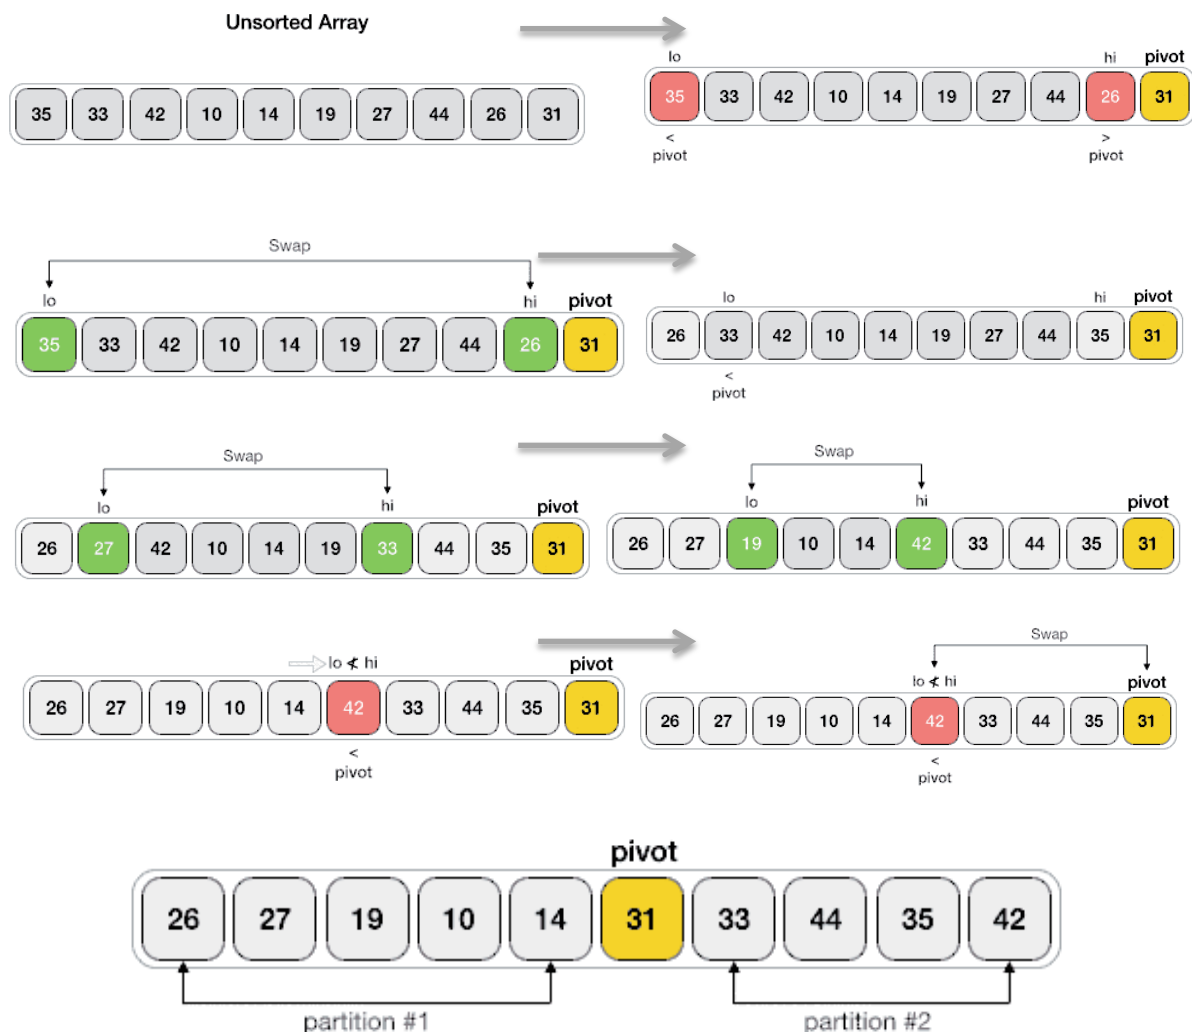 Unsorted Array
35 33 42 10 14 19 27 44 26 31
lo hi pivot
35 33 42 10 14 19 27 44 26 31
< >
pivot pivot
Swap
lo hi pivot
35 33 42 10 14 19 27 44 26 31
lo hi pivot
26 33 42 10 14 19 27 44 35 31
<
pivot
Swap
lo hi pivot
26 27 42 10 14 19 33 44 35 31
Swap
lo hi pivot
26 27 19 10 14 42 33 44 35 31
lo ≮ hi pivot
26 27 19 10 14 42 33 44 35 31
<
pivot
Swap
lo ≮ hi pivot
26 27 19 10 14 42 33 44 35 31
<
pivot
pivot
26 27 19 10 14 31 33 44 35 42
partition #1 partition #2